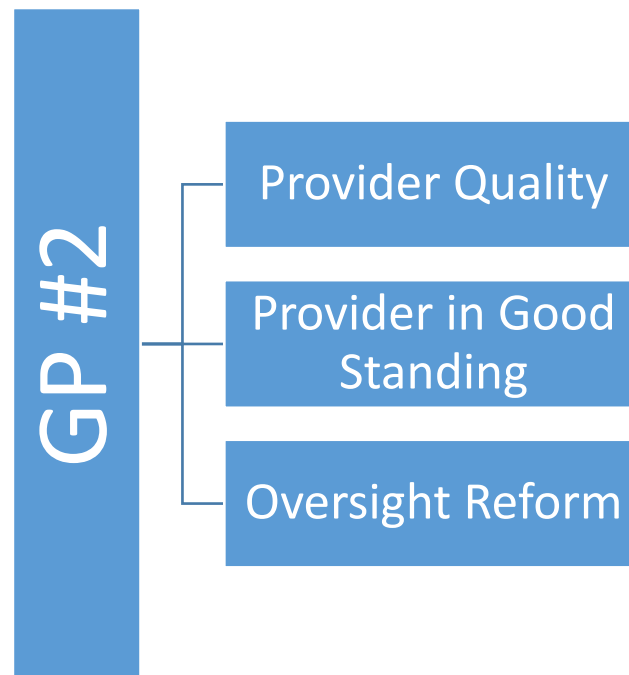 GP #2
Provider Quality
Provider in Good
Standing
Oversight Reform